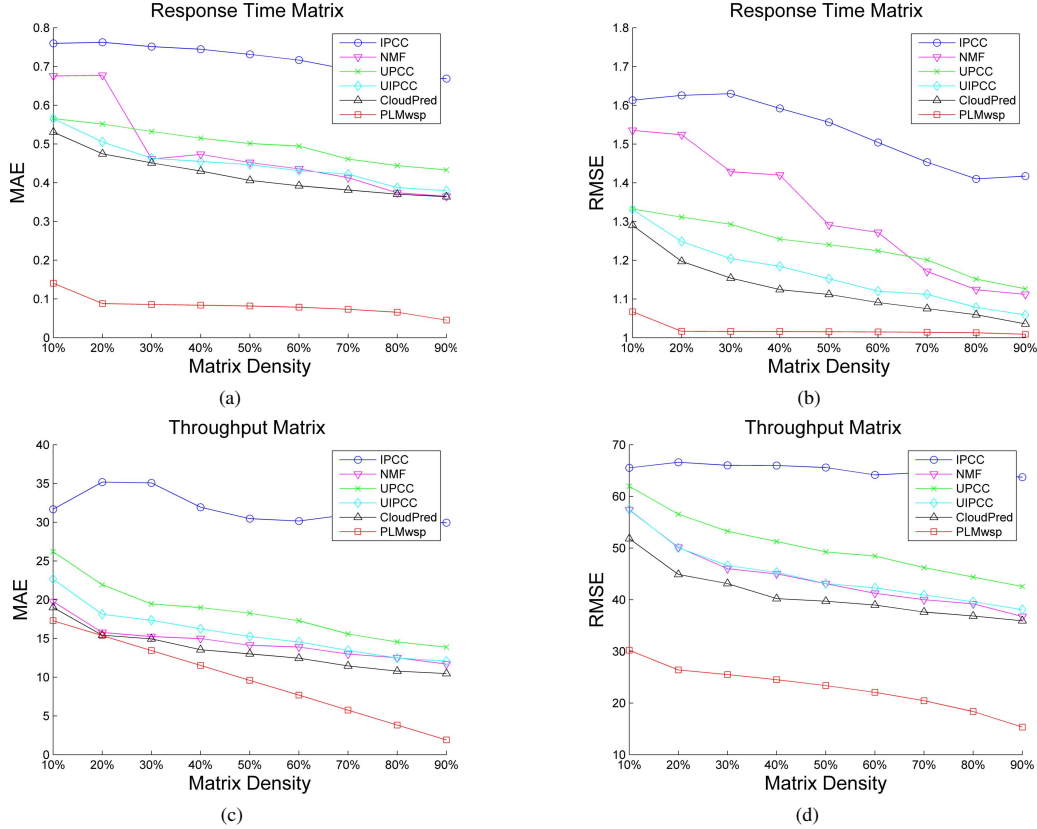 Response Time Matrix
0.8
0.7
0.6
0.5
0.4
0.3
0.2
0.1
0
MAE
IPCC
NMF
UPCC
UIPCC
CloudPred
PLMwsp
10% 20% 30% 40% 50% 60% 70% 80% 90%
Matrix Density
(a)
Response Time Matrix
1.8
1.7
1.6
1.5
1.4
1.3
1.2
1.1
1
RMSE
IPCC
NMF
UPCC
UIPCC
CloudPred
PLMwsp
10% 20% 30% 40% 50% 60% 70% 80% 90%
Matrix Density
(b)
Throughput Matrix
40
35
30
25
20
15
10
5
0
MAE
IPCC
NMF
UPCC
UIPCC
CloudPred
PLMwsp
10% 20% 30% 40% 50% 60% 70% 80% 90%
Matrix Density
(c)
Throughput Matrix
70
60
50
40
30
20
10
RMSE
IPCC
NMF
UPCC
UIPCC
CloudPred
PLMwsp
10% 20% 30% 40% 50% 60% 70% 80% 90%
Matrix Density
(d)